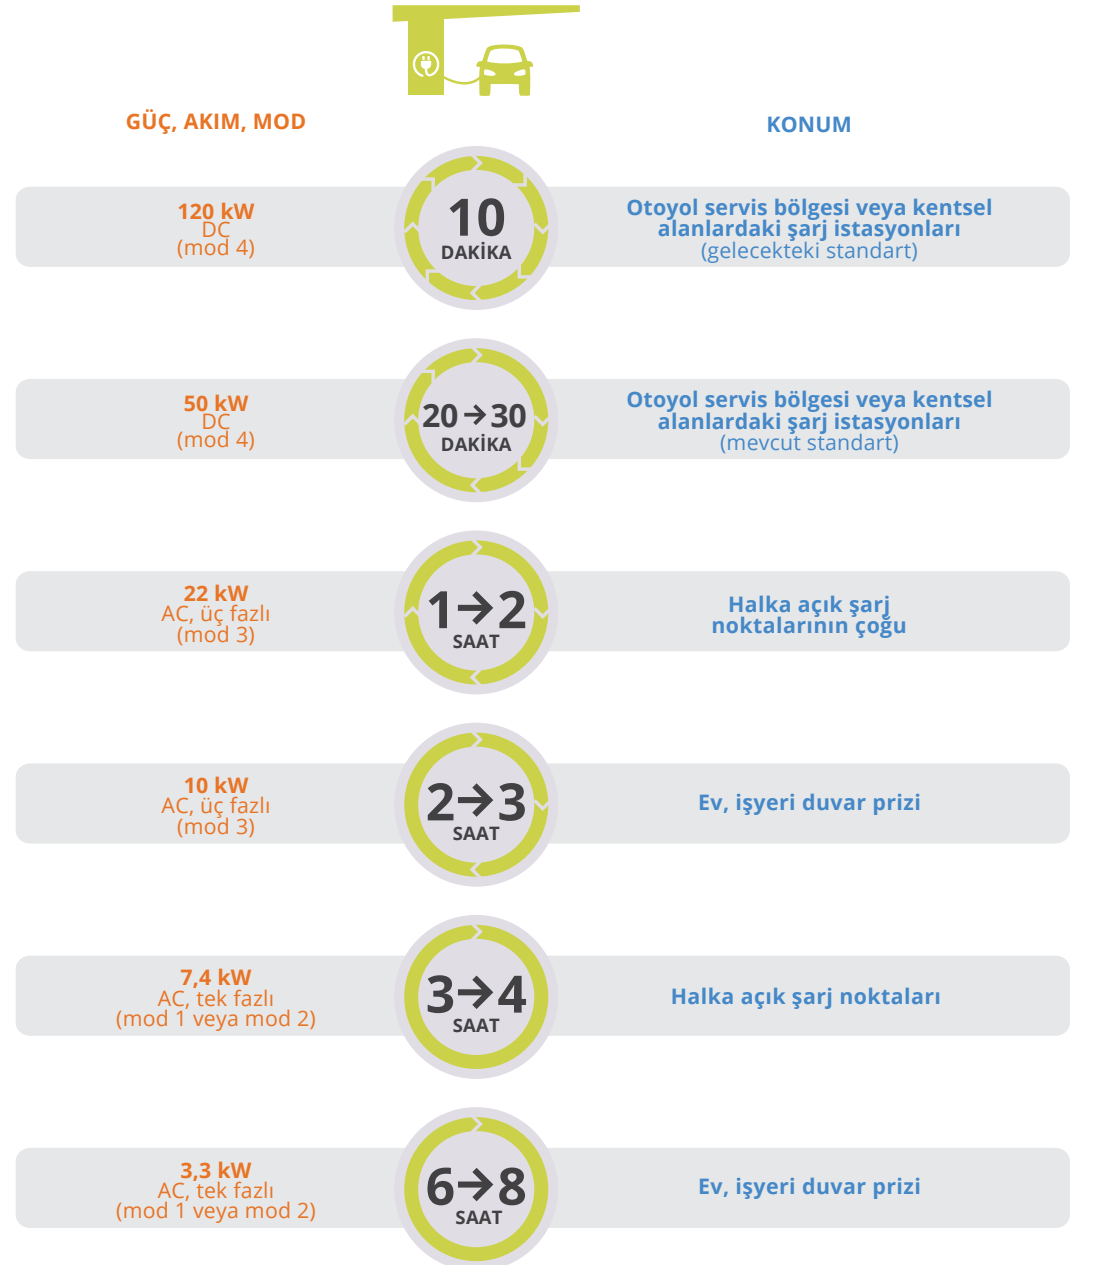 GÜÇ, AKIM, MOD
KONUM
120 kW
DC
(mod 4)
10
DAKİKA
Otoyol servis bölgesi veya kentsel
alanlardaki şarj istasyonları
(gelecekteki standart)
50 kW
DC
(mod 4)
20→30
DAKİKA
Otoyol servis bölgesi veya kentsel
alanlardaki şarj istasyonları
(mevcut standart)
22 kW
AC, üç fazlı
(mod 3)
1→2
SAAT
Halka açık şarj
noktalarının çoğu
10 kW
AC, üç fazlı
(mod 3)
2→3
SAAT
Ev, işyeri duvar prizi
7,4 kW
AC, tek fazlı
(mod 1 veya mod 2)
3→4
SAAT
Halka açık şarj noktaları
3,3 kW
AC, tek fazlı
(mod 1 veya mod 2)
6→8
SAAT
Ev, işyeri duvar prizi